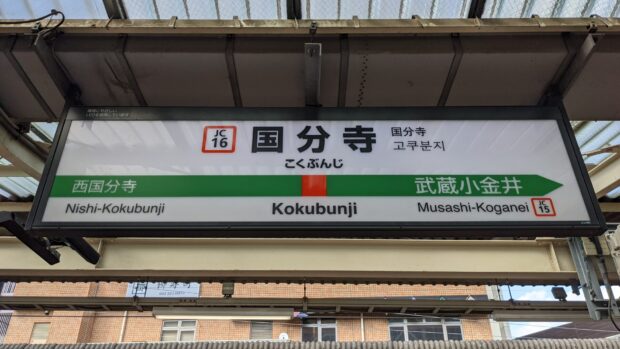 JC
16
国分寺
国分寺
고쿠분지
こくぶんじ
西国分寺
武蔵小金井
Nishi-Kokubunji
Kokubunji
Musashi-Koganei
JC
15